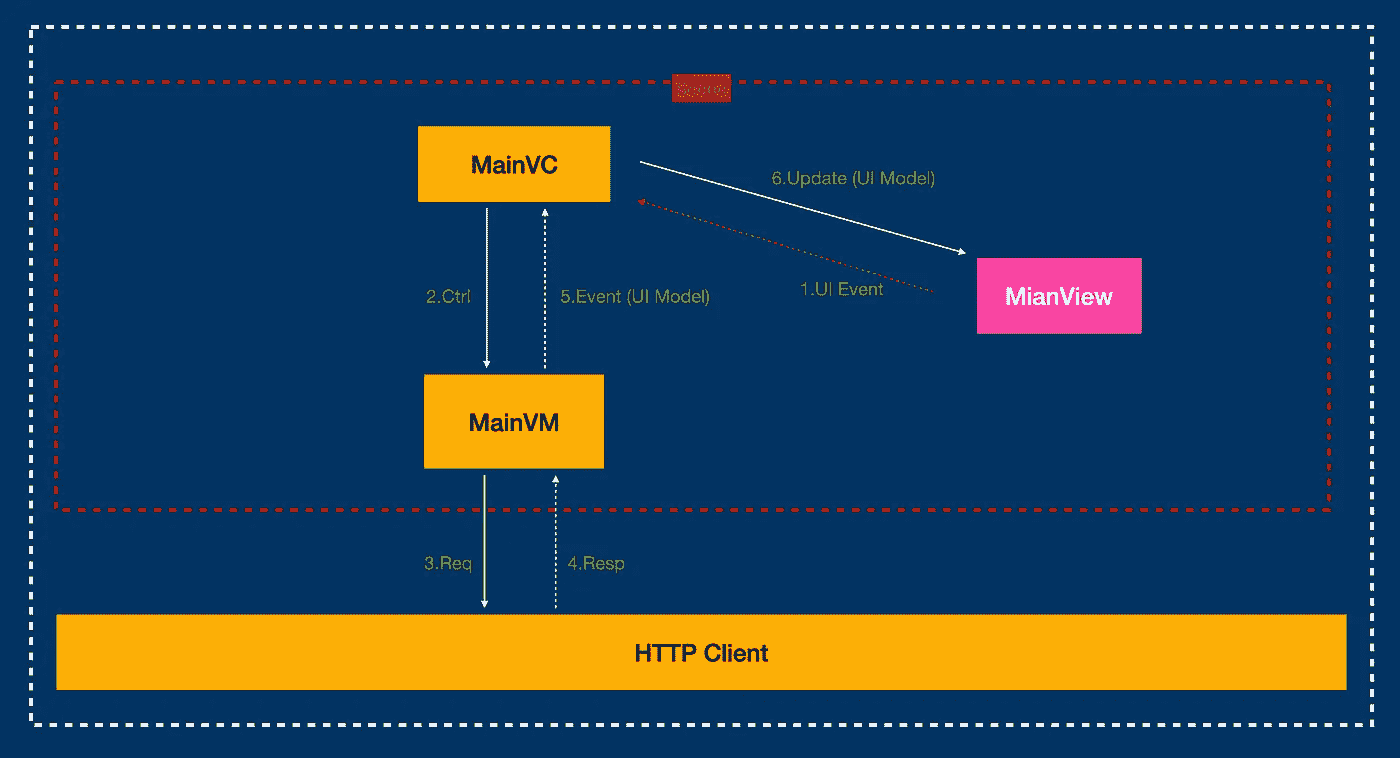 MainVC
6.Update (UI Model)
1.UI Event
MianView
2.Ctrl
5.Event (UI Model)
MainVM
3.Req
4.Resp
HTTP Client